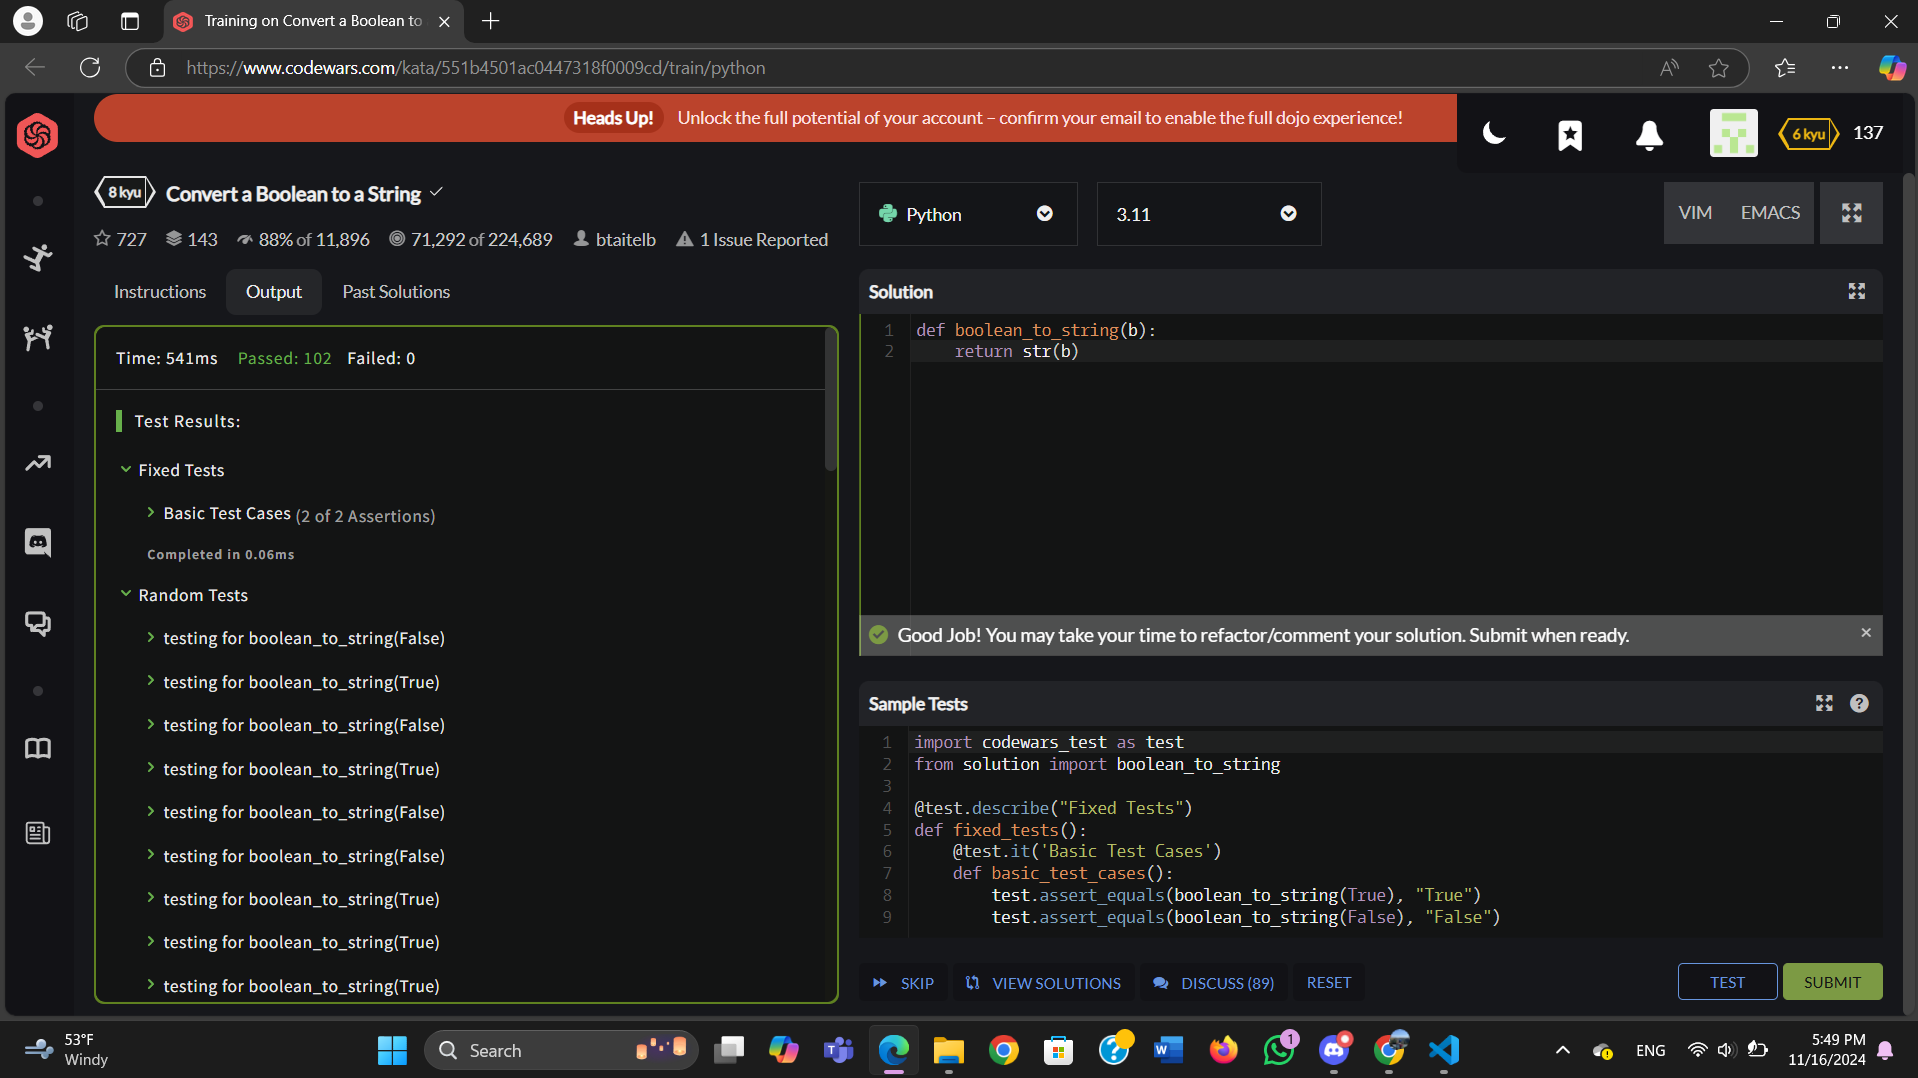 Training on Convert a Boolean to
https://www.codewars.com/kata/551b4501ac0447318f0009cd/train/python
Heads Up! Unlock the full potential of your account – confirm your email to enable the full dojo experience!
6 kyu 137
8 kyu Convert a Boolean to a String
727 143 88% of 11,896 71,292 of 224,689 btaitelb 1 Issue Reported
Python 3.11 VIM EMACS
Instructions Output Past Solutions
Time: 541ms Passed: 102 Failed: 0
Test Results:
Fixed Tests
Basic Test Cases (2 of 2 Assertions)
Completed in 0.06ms
Random Tests
testing for boolean_to_string(False)
testing for boolean_to_string(True)
testing for boolean_to_string(False)
testing for boolean_to_string(True)
testing for boolean_to_string(False)
testing for boolean_to_string(False)
testing for boolean_to_string(True)
testing for boolean_to_string(True)
testing for boolean_to_string(True)
Solution
1 def boolean_to_string(b):
2     return str(b)
Good Job! You may take your time to refactor/comment your solution. Submit when ready.
Sample Tests
1 import codewars_test as test
2 from solution import boolean_to_string
3
4 @test.describe("Fixed Tests")
5 def fixed_tests():
6     @test.it('Basic Test Cases')
7     def basic_test_cases():
8         test.assert_equals(boolean_to_string(True), "True")
9         test.assert_equals(boolean_to_string(False), "False")
SKIP VIEW SOLUTIONS DISCUSS (89) RESET TEST SUBMIT
53°F
Windy
Search
1
ENG
5:49 PM
11/16/2024